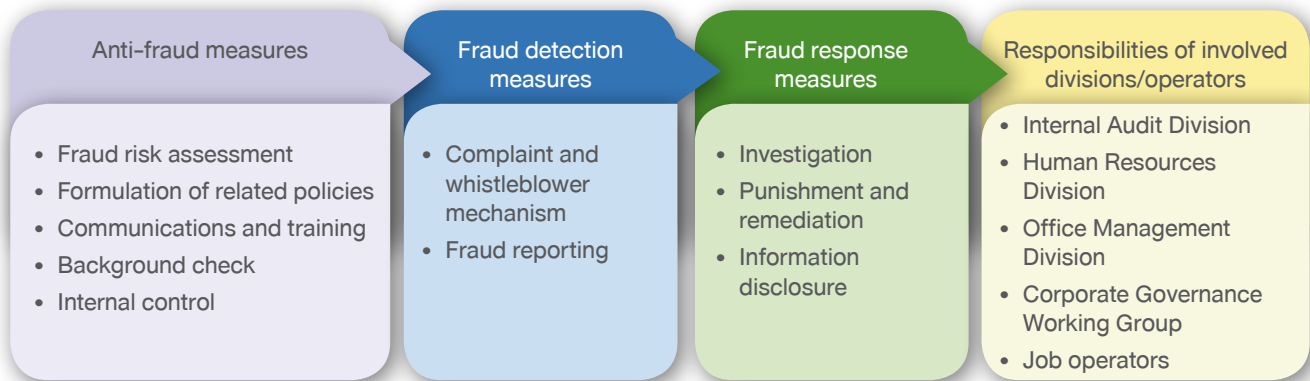 Anti-fraud measures
• Fraud risk assessment
• Formulation of related policies
• Communications and training
• Background check
• Internal control
Fraud detection
measures
• Complaint and
whistleblower
mechanism
• Fraud reporting
Fraud response
measures
• Investigation
• Punishment and
remediation
• Information
disclosure
Responsibilities of involved
divisions/operators
• Internal Audit Division
• Human Resources
Division
• Office Management
Division
• Corporate Governance
Working Group
• Job operators